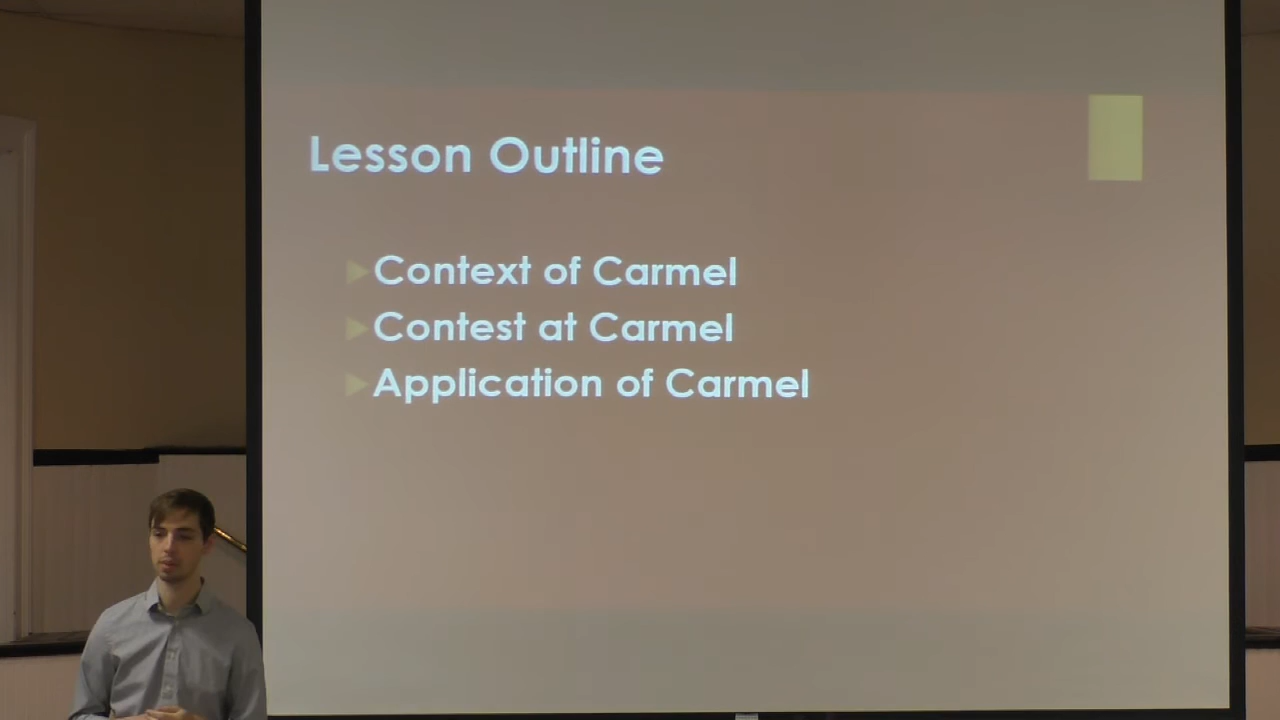 Lesson Outline
Context of Carmel
Contest at Carmel
Application of Carmel